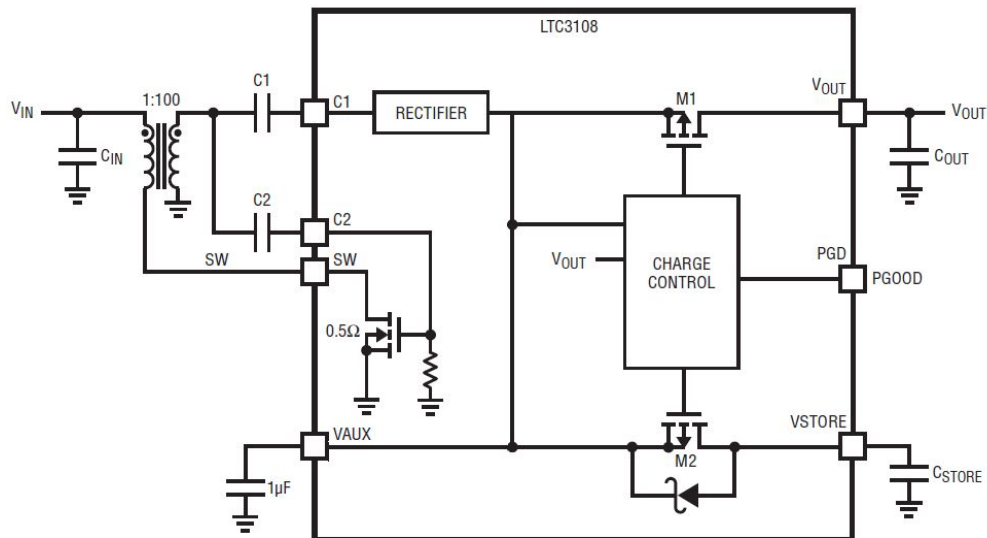 LTC3108
VIN
1:100
C1
C1
RECTIFIER
M1
VOUT
VOUT
CIN
COUT
C2
C2
SW
SW
VOUT
CHARGE
CONTROL
PGD
PGOOD
0.5Ω
VAUX
M2
VSTORE
1µF
CSTORE